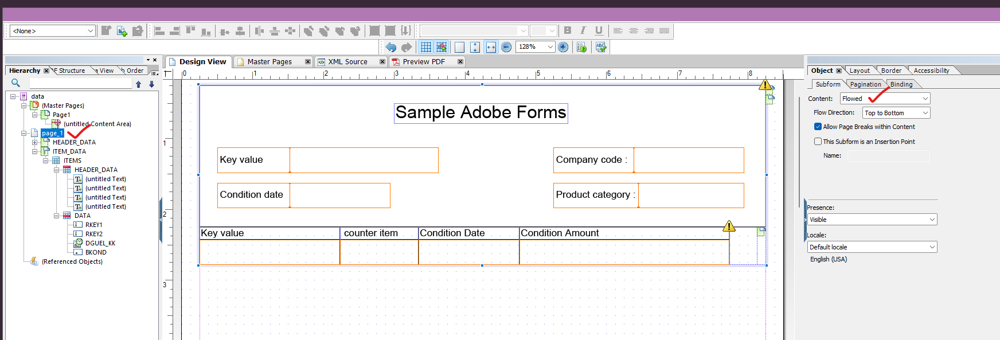 <None>
B I U
128%
Hierarchy
F Structure
a View
b Order
Design View
Master Pages
XML Source
Preview PDF
Object
Layout
Border
Accessibility
Subform
Pagination
Binding
data
(Master Pages)
Page1
(untitled Content Area)
page_1
HEADER_DATA
ITEM_DATA
ITEMS
HEADER_DATA
(untitled Text)
(untitled Text)
(untitled Text)
(untitled Text)
DATA
RKEY1
RKEY2
DGUEL_KK
BKOND
(Referenced Objects)
0 1 2 3 4 5 6 7 8
1
2
3
Sample Adobe Forms
Key value
Company code :
Condition date
Product category :
Key value counter item Condition Date Condition Amount
Content: Flowed
Flow Direction: Top to Bottom
Allow Page Breaks within Content
This Subform is an Insertion Point
Name:
Presence:
Visible
Locale:
Default locale
English (USA)